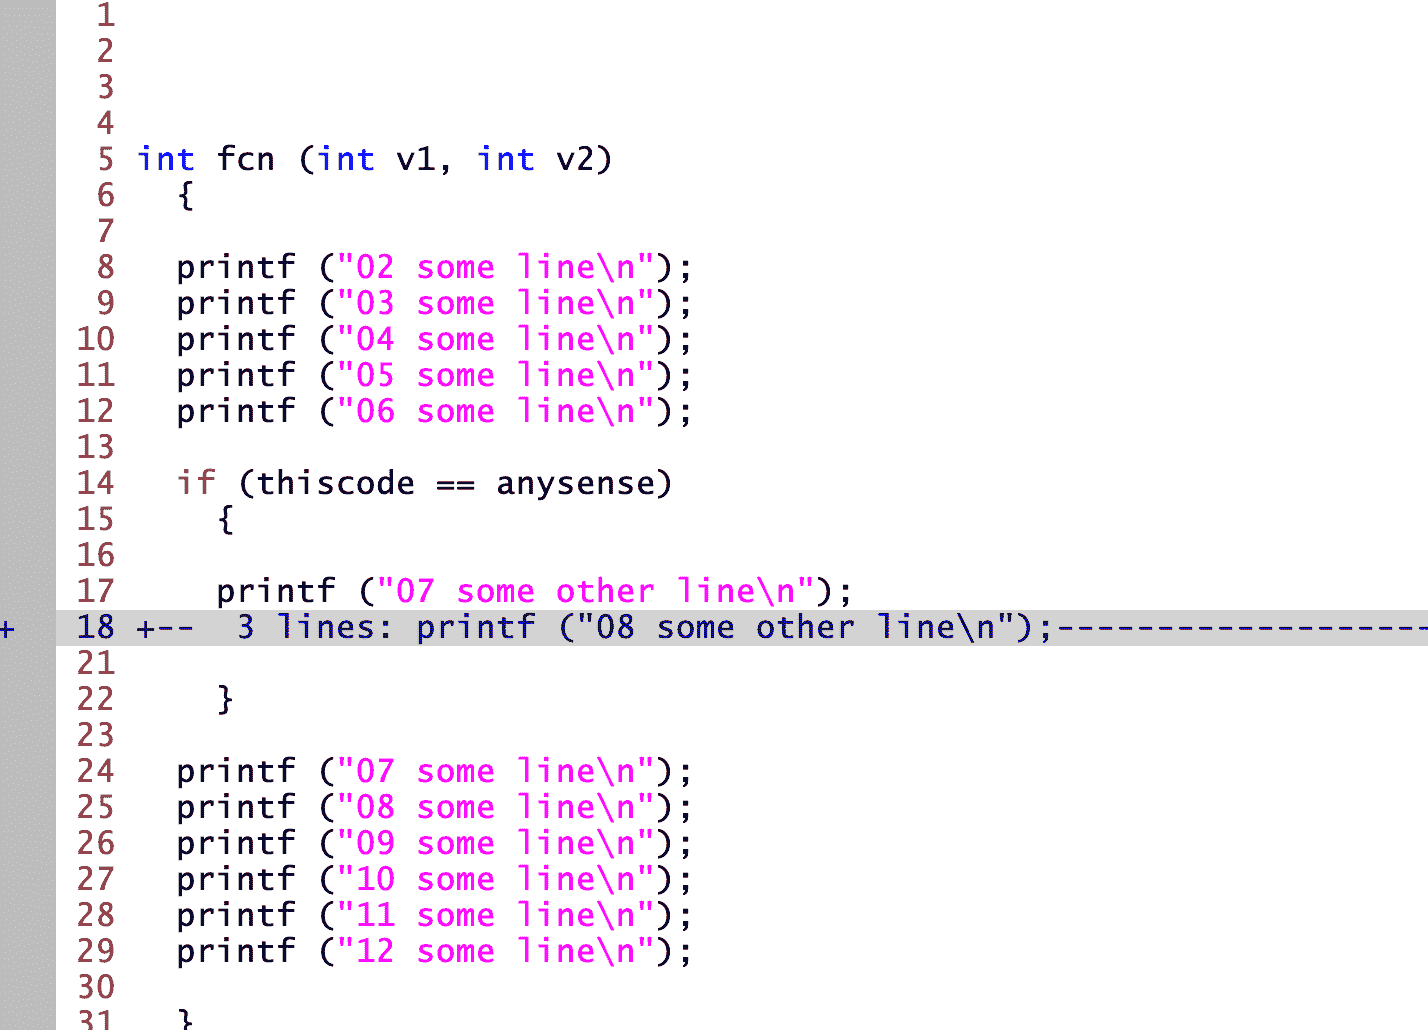 1
2
3
4
5 int fcn (int v1, int v2)
6 {
7
8 printf ("02 some line\n");
9 printf ("03 some line\n");
10 printf ("04 some line\n");
11 printf ("05 some line\n");
12 printf ("06 some line\n");
13
14 if (thiscode == anysense)
15 {
16
17 printf ("07 some other line\n");
+ 18 +-- 3 lines: printf ("08 some other line\n");-------------------
21
22 }
23
24 printf ("07 some line\n");
25 printf ("08 some line\n");
26 printf ("09 some line\n");
27 printf ("10 some line\n");
28 printf ("11 some line\n");
29 printf ("12 some line\n");
30
31 }